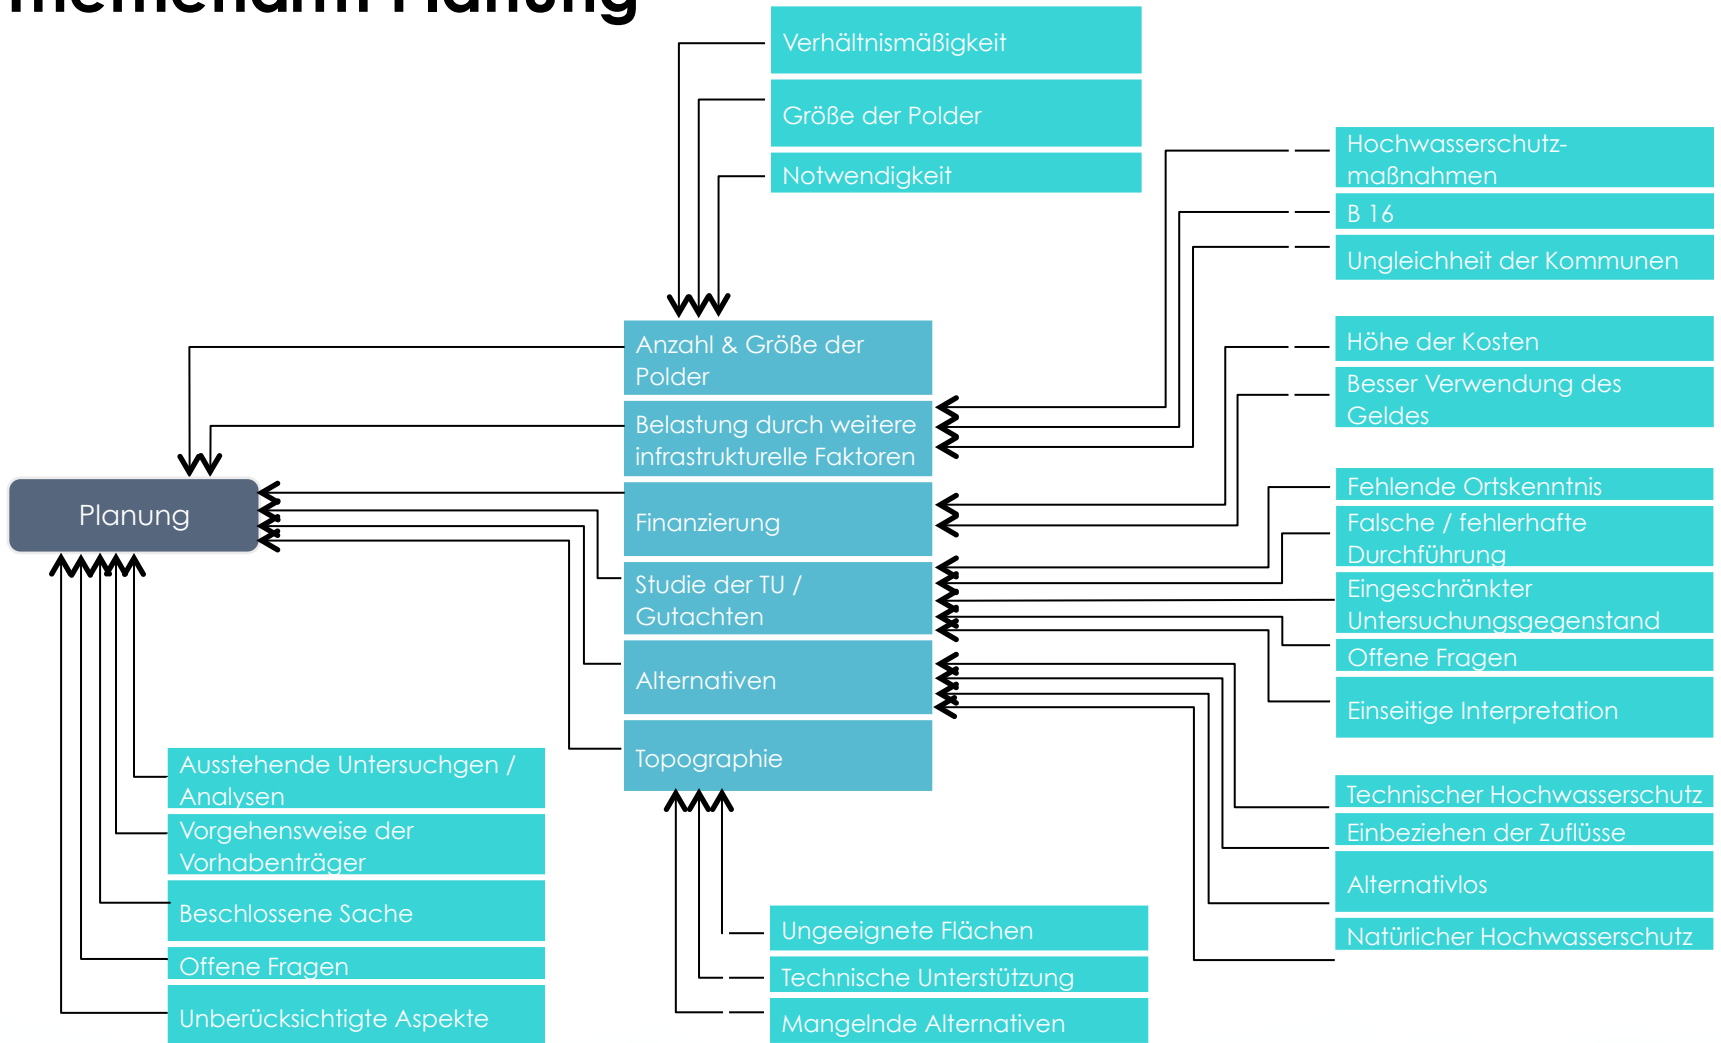 Themenarm Planung
Verhältnismäßigkeit
Größe der Polder
Notwendigkeit
Hochwasserschutz-
maßnahmen
B 16
Ungleichheit der Kommunen
Höhe der Kosten
Besser Verwendung des
Geldes
Anzahl & Größe der
Polder
Belastung durch weitere
infrastrukturelle Faktoren
Finanzierung
Studie der TU /
Gutachten
Alternativen
Topographie
Planung
Fehlende Ortskenntnis
Falsche / fehlerhafte
Durchführung
Eingeschränkter
Untersuchungsgegenstand
Offene Fragen
Einseitige Interpretation
Technischer Hochwasserschutz
Einbeziehen der Zuflüsse
Alternativlos
Natürlicher Hochwasserschutz
Ausstehende Untersuchgen /
Analysen
Vorgehensweise der
Vorhabenträger
Beschlossene Sache
Offene Fragen
Unberücksichtigte Aspekte
Ungeeignete Flächen
Technische Unterstützung
Mangelnde Alternativen